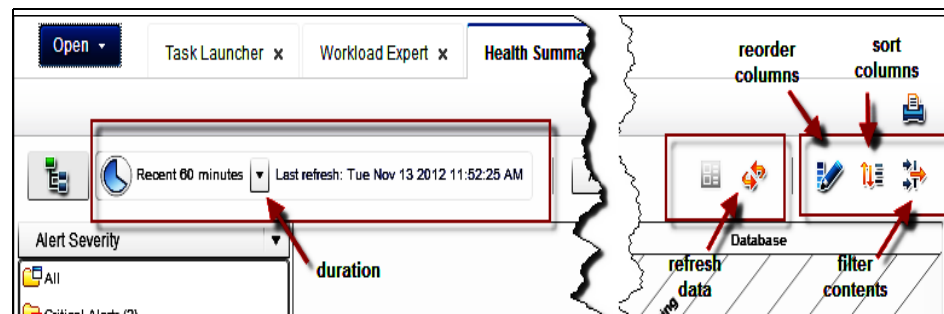 Open
Task Launcher x
Workload Expert x
Health Summa
reorder
columns
sort
columns
Recent 60 minutes
Last refresh: Tue Nov 13 2012 11:52:25 AM
Alert Severity
duration
Database
refresh
data
filter
contents
All